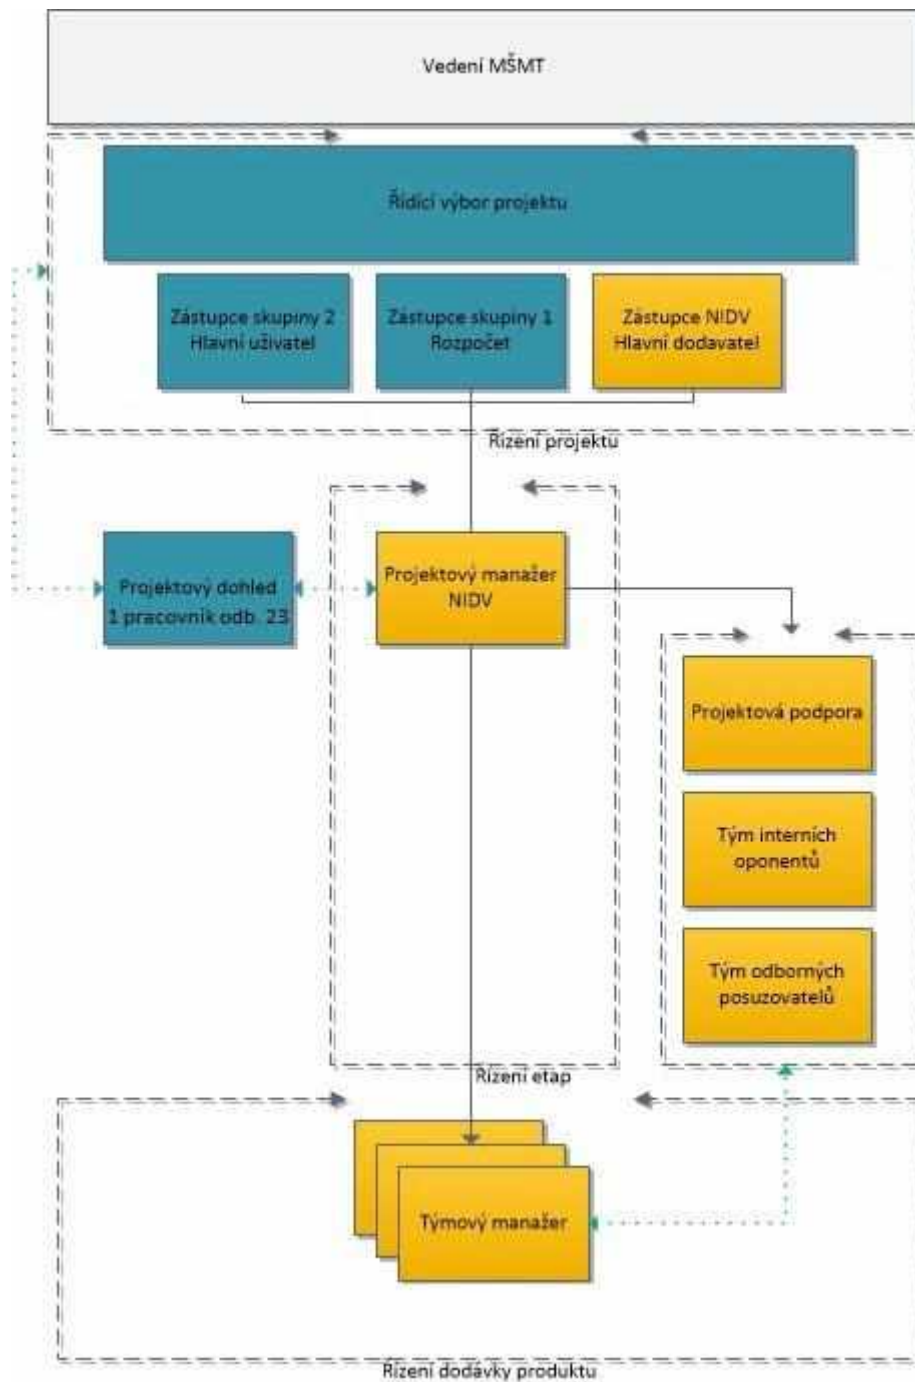 Vedení MŠMT
Řídící výbor projektu
Zástupce skupiny 2
Hlavní uživatel
Zástupce skupiny 1
Rozpočet
Zástupce NIDV
Hlavní dodavatel
Řízení projektu
Projektový dohled
1 pracovník odb. 23
Projektový manažer
NIDV
Projektová podpora
Tým interních
oponentů
Tým odborných
posuzovatelů
Řízení etap
Týmový manažer
Řízení dodávky produktu